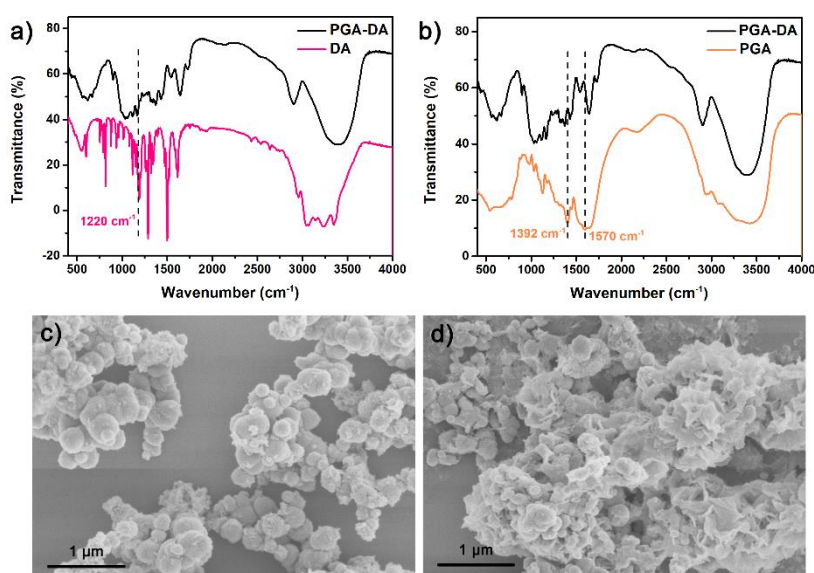 a)
PGA-DA
DA
80
60
40
20
0
-20
Transmittance (%)
1220 cm⁻¹
500 1000 1500 2000 2500 3000 3500 4000
Wavenumber (cm⁻¹)
b)
PGA-DA
PGA
80
60
40
20
0
Transmittance (%)
1392 cm⁻¹
1570 cm⁻¹
500 1000 1500 2000 2500 3000 3500 4000
Wavenumber (cm⁻¹)
c)
1 μm
d)
1 μm